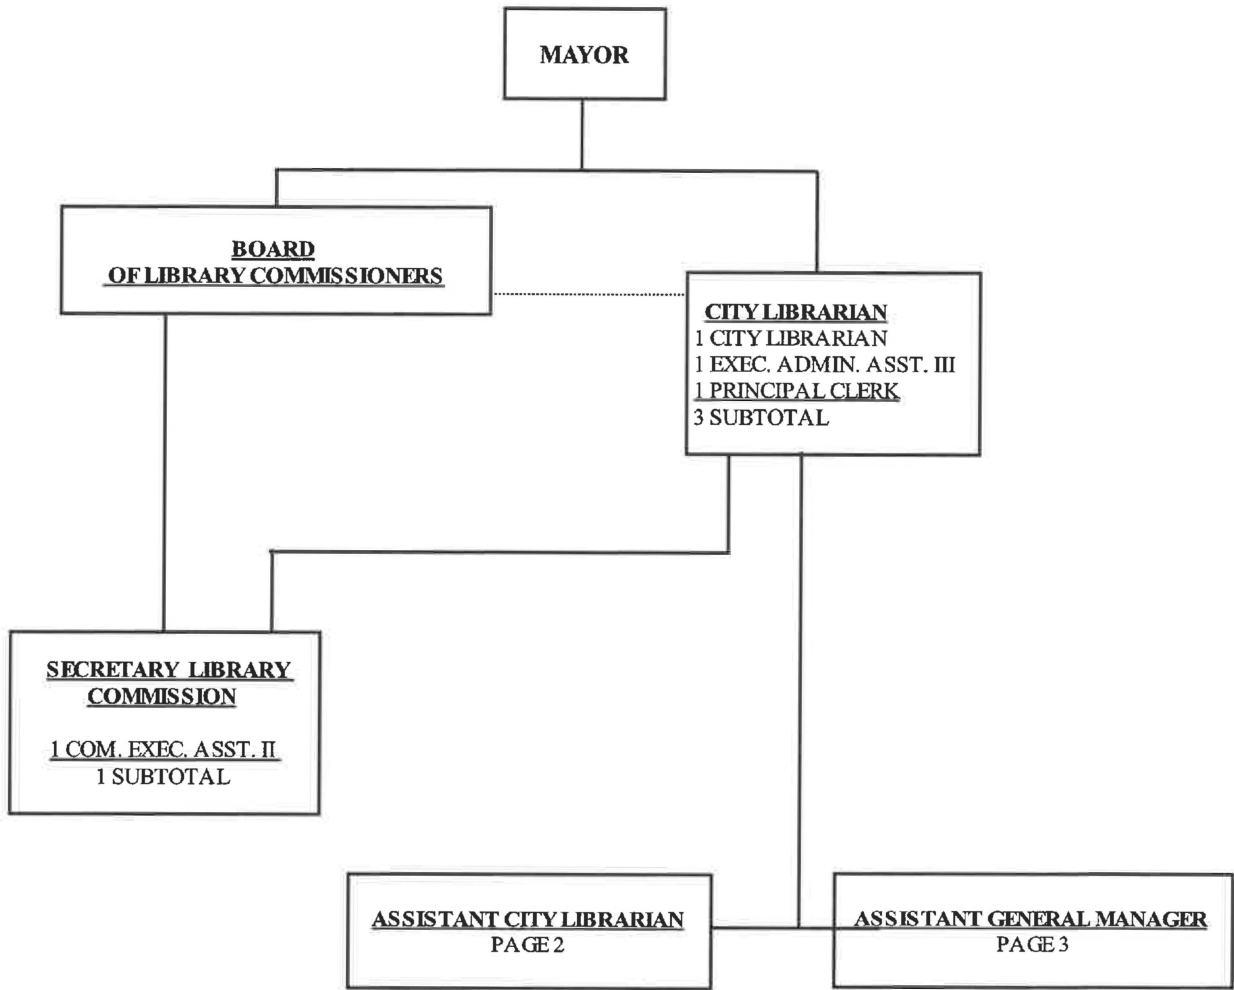 MAYOR
BOARD
OF LIBRARY COMMISSIONERS
CITY LIBRARIAN
1 CITY LIBRARIAN
1 EXEC. ADMIN. ASST. III
1 PRINCIPAL CLERK
3 SUBTOTAL
SECRETARY LIBRARY
COMMISSION
1 COM. EXEC. ASST. II
1 SUBTOTAL
ASSISTANT CITY LIBRARIAN
PAGE 2
ASSISTANT GENERAL MANAGER
PAGE 3